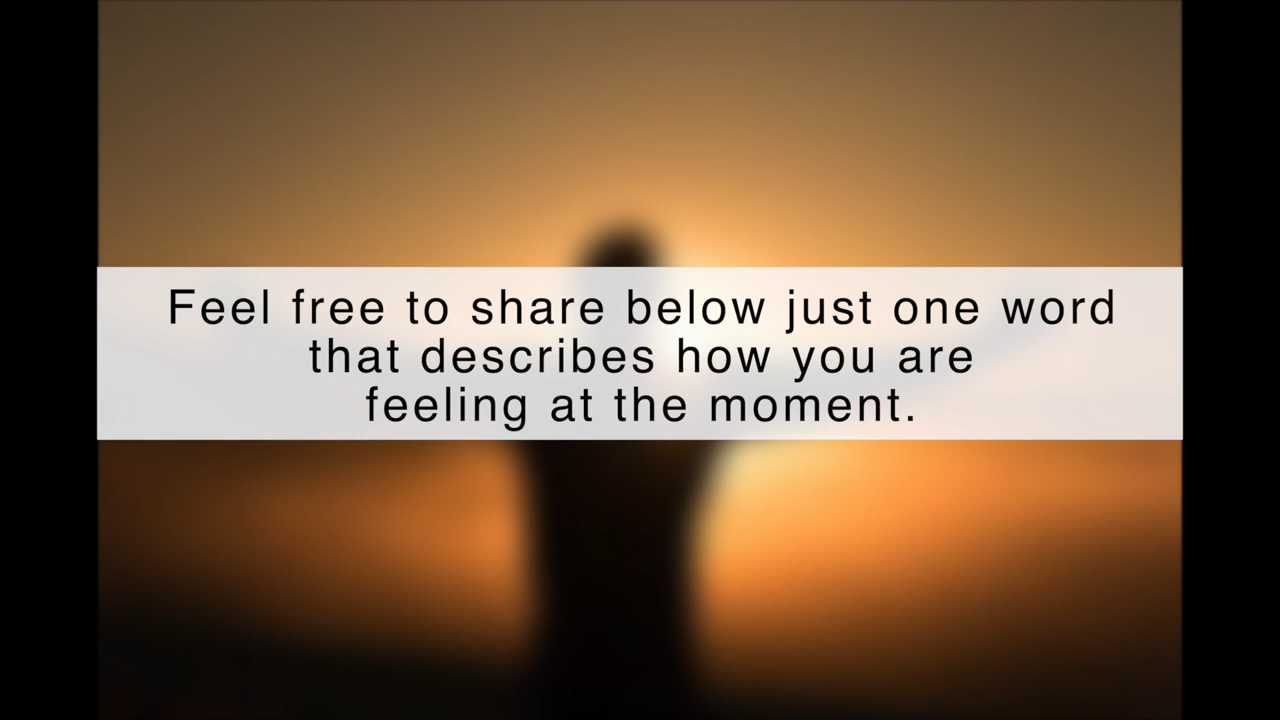 Feel free to share below just one word
that describes how you are
feeling at the moment.